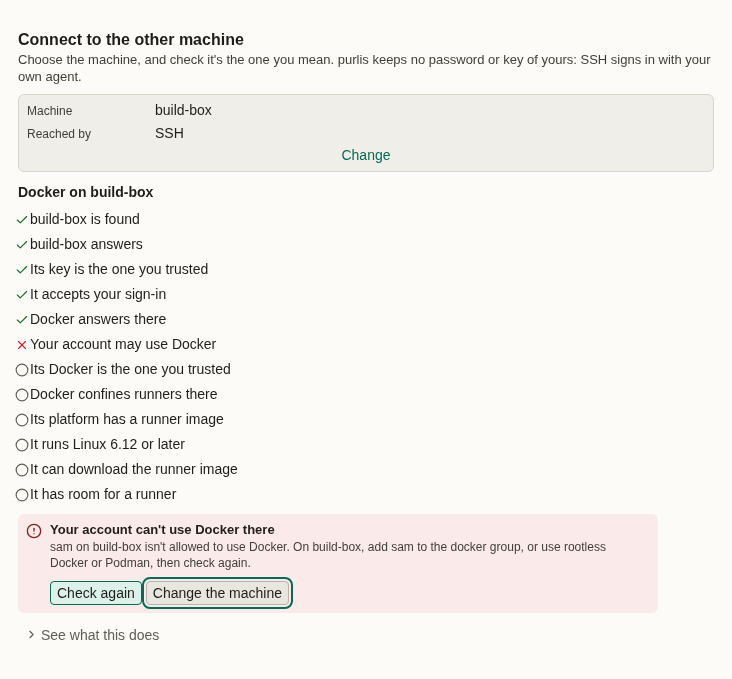 Connect to the other machine
Choose the machine, and check it's the one you mean. purlis keeps no password or key of yours: SSH signs in with your
own agent.
Machine build-box
Reached by SSH
Change
Docker on build-box
build-box is found
build-box answers
Its key is the one you trusted
It accepts your sign-in
Docker answers there
Your account may use Docker
Its Docker is the one you trusted
Docker confines runners there
Its platform has a runner image
It runs Linux 6.12 or later
It can download the runner image
It has room for a runner
Your account can't use Docker there
sam on build-box isn't allowed to use Docker. On build-box, add sam to the docker group, or use rootless
Docker or Podman, then check again.
Check again Change the machine
See what this does